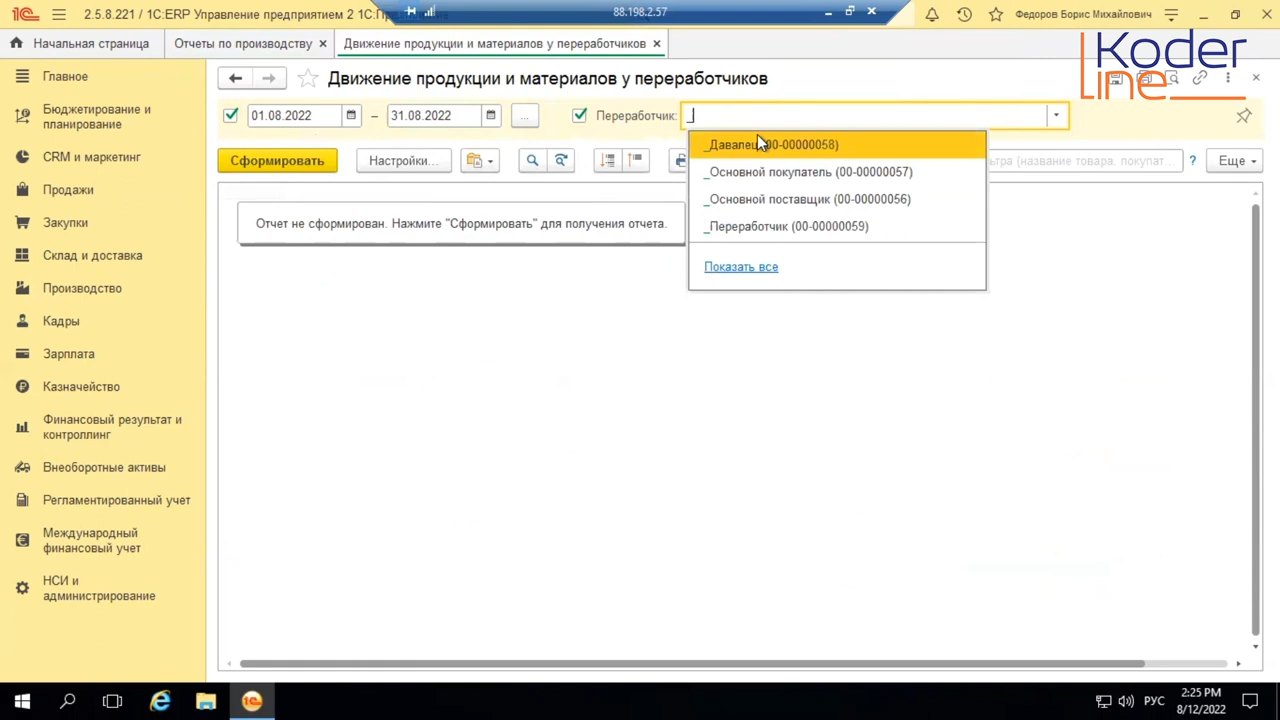 2.5.8.221 / 1С:ERP Управление предприятием 2 1С:Пр
88.198.2.57
Федоров Борис Михайлович
Начальная страница
Отчеты по производству
Движение продукции и материалов у переработчиков
Koder
line
Главное
Бюджетирование и
планирование
CRM и маркетинг
Продажи
Закупки
Склад и доставка
Производство
Кадры
Зарплата
Казначейство
Финансовый результат и
контроллинг
Внеоборотные активы
Регламентированный учет
Международный
финансовый учет
НСИ и
администрирование
Движение продукции и материалов у переработчиков
01.08.2022 – 31.08.2022 ... Переработчик: _
Сформировать Настройки... льтра (название товара, покупат... ? Еще
Отчет не сформирован. Нажмите "Сформировать" для получения отчета.
_Давалец (00-00000058)
_Основной покупатель (00-00000057)
_Основной поставщик (00-00000056)
_Переработчик (00-00000059)
Показать все
РУС
2:25 PM
8/12/2022